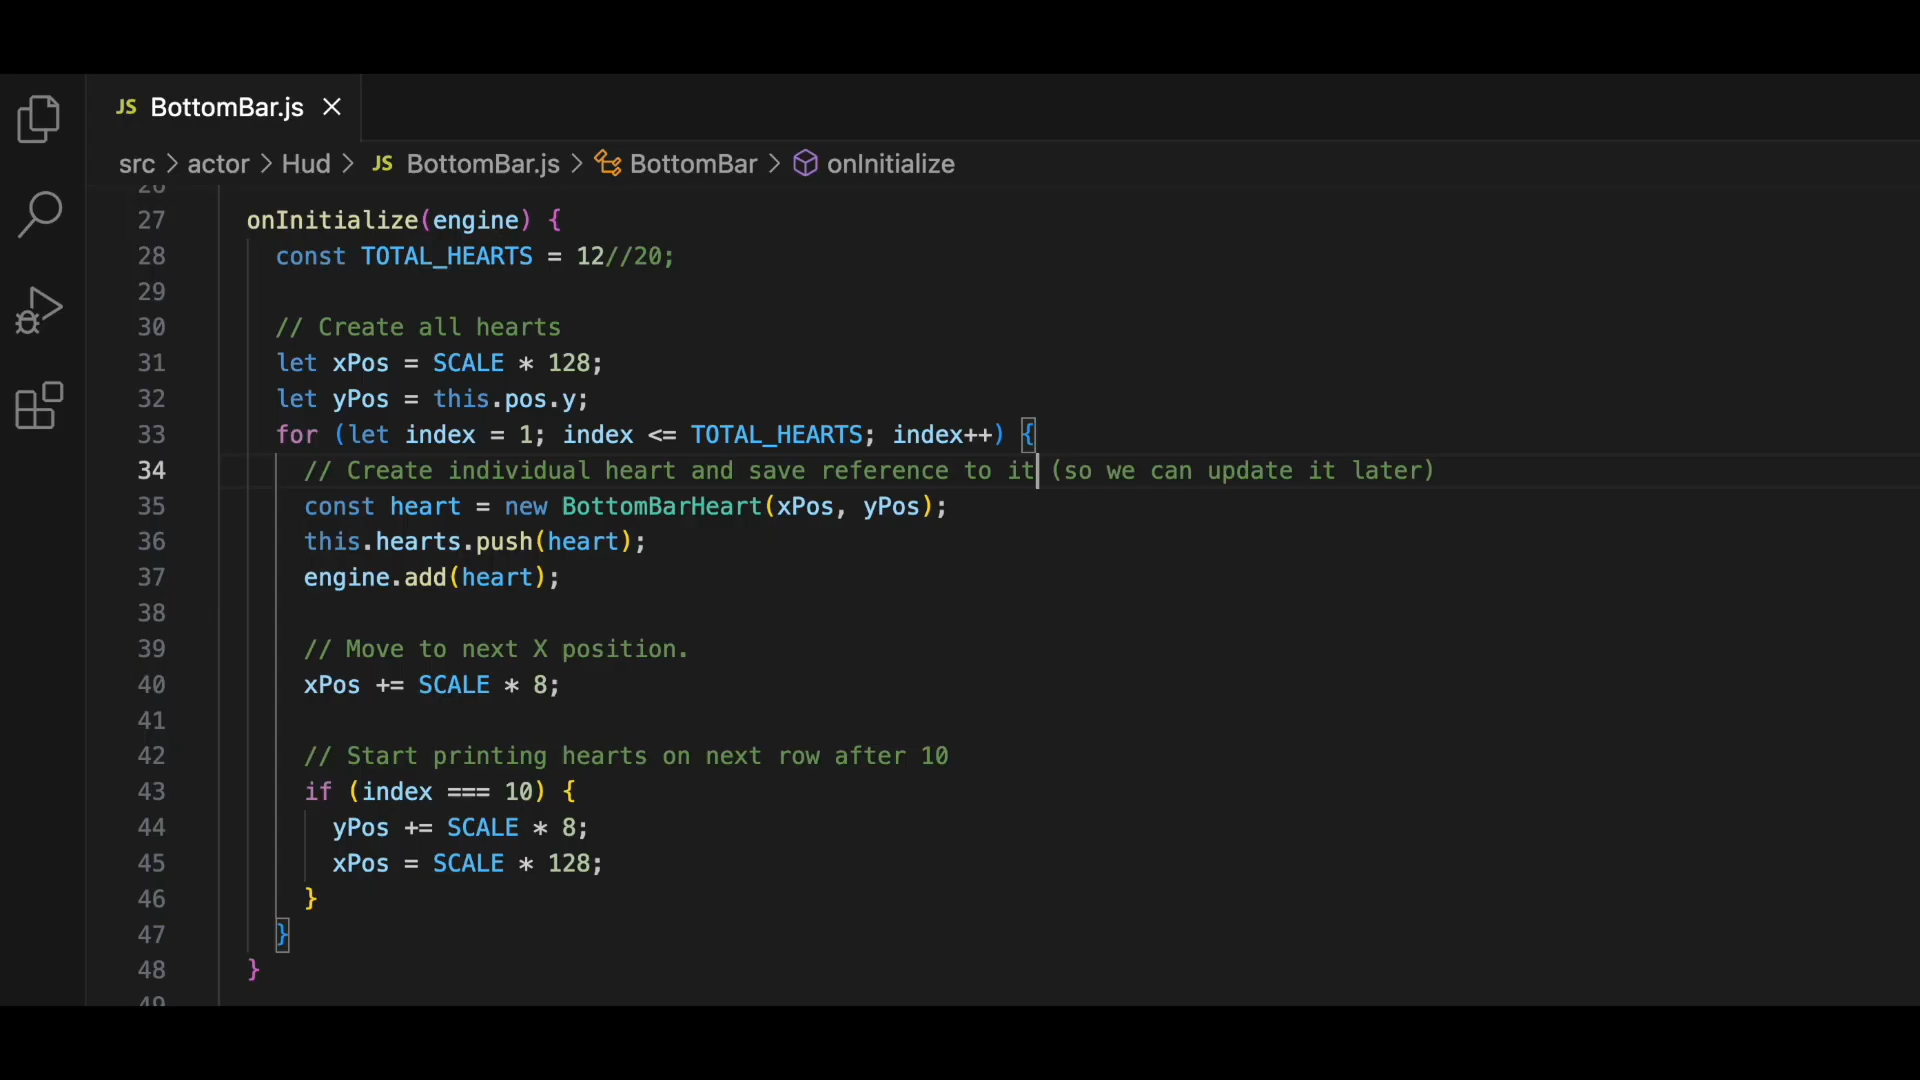 JS BottomBar.js
src > actor > Hud > JS BottomBar.js > BottomBar > onInitialize
26
27 onInitialize(engine) {
28 const TOTAL_HEARTS = 12//20;
29
30 // Create all hearts
31 let xPos = SCALE * 128;
32 let yPos = this.pos.y;
33 for (let index = 1; index <= TOTAL_HEARTS; index++) {
34 // Create individual heart and save reference to it (so we can update it later)
35 const heart = new BottomBarHeart(xPos, yPos);
36 this.hearts.push(heart);
37 engine.add(heart);
38
39 // Move to next X position.
40 xPos += SCALE * 8;
41
42 // Start printing hearts on next row after 10
43 if (index === 10) {
44 yPos += SCALE * 8;
45 xPos = SCALE * 128;
46 }
47 }
48 }
49